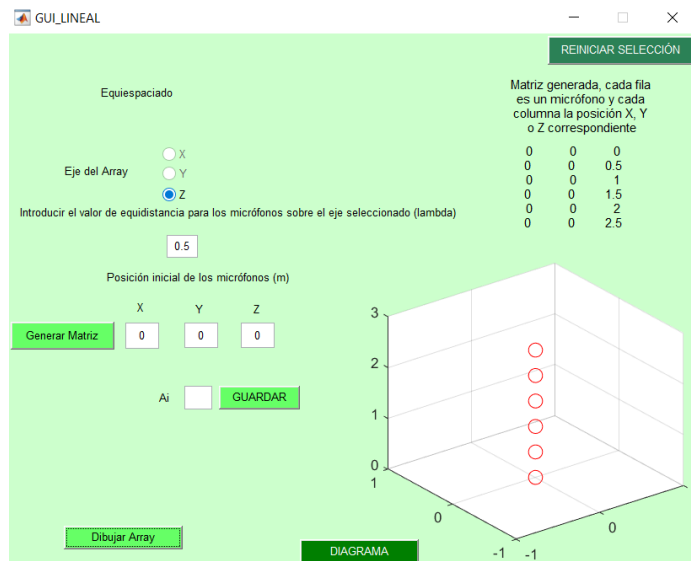 GUI_LINEAL
REINICIAR SELECCIÓN
Equiespaciado
Matriz generada, cada fila
es un micrófono y cada
columna la posición X, Y
o Z correspondiente
0 0 0
0 0 0.5
0 0 1
0 0 1.5
0 0 2
0 0 2.5
Eje del Array
X
Y
Z
Introducir el valor de equidistancia para los micrófonos sobre el eje seleccionado (lambda)
0.5
Posición inicial de los micrófonos (m)
X Y Z
Generar Matriz 0 0 0
Ai GUARDAR
3
2
1
0
1
0
-1 -1
0
Dibujar Array
DIAGRAMA